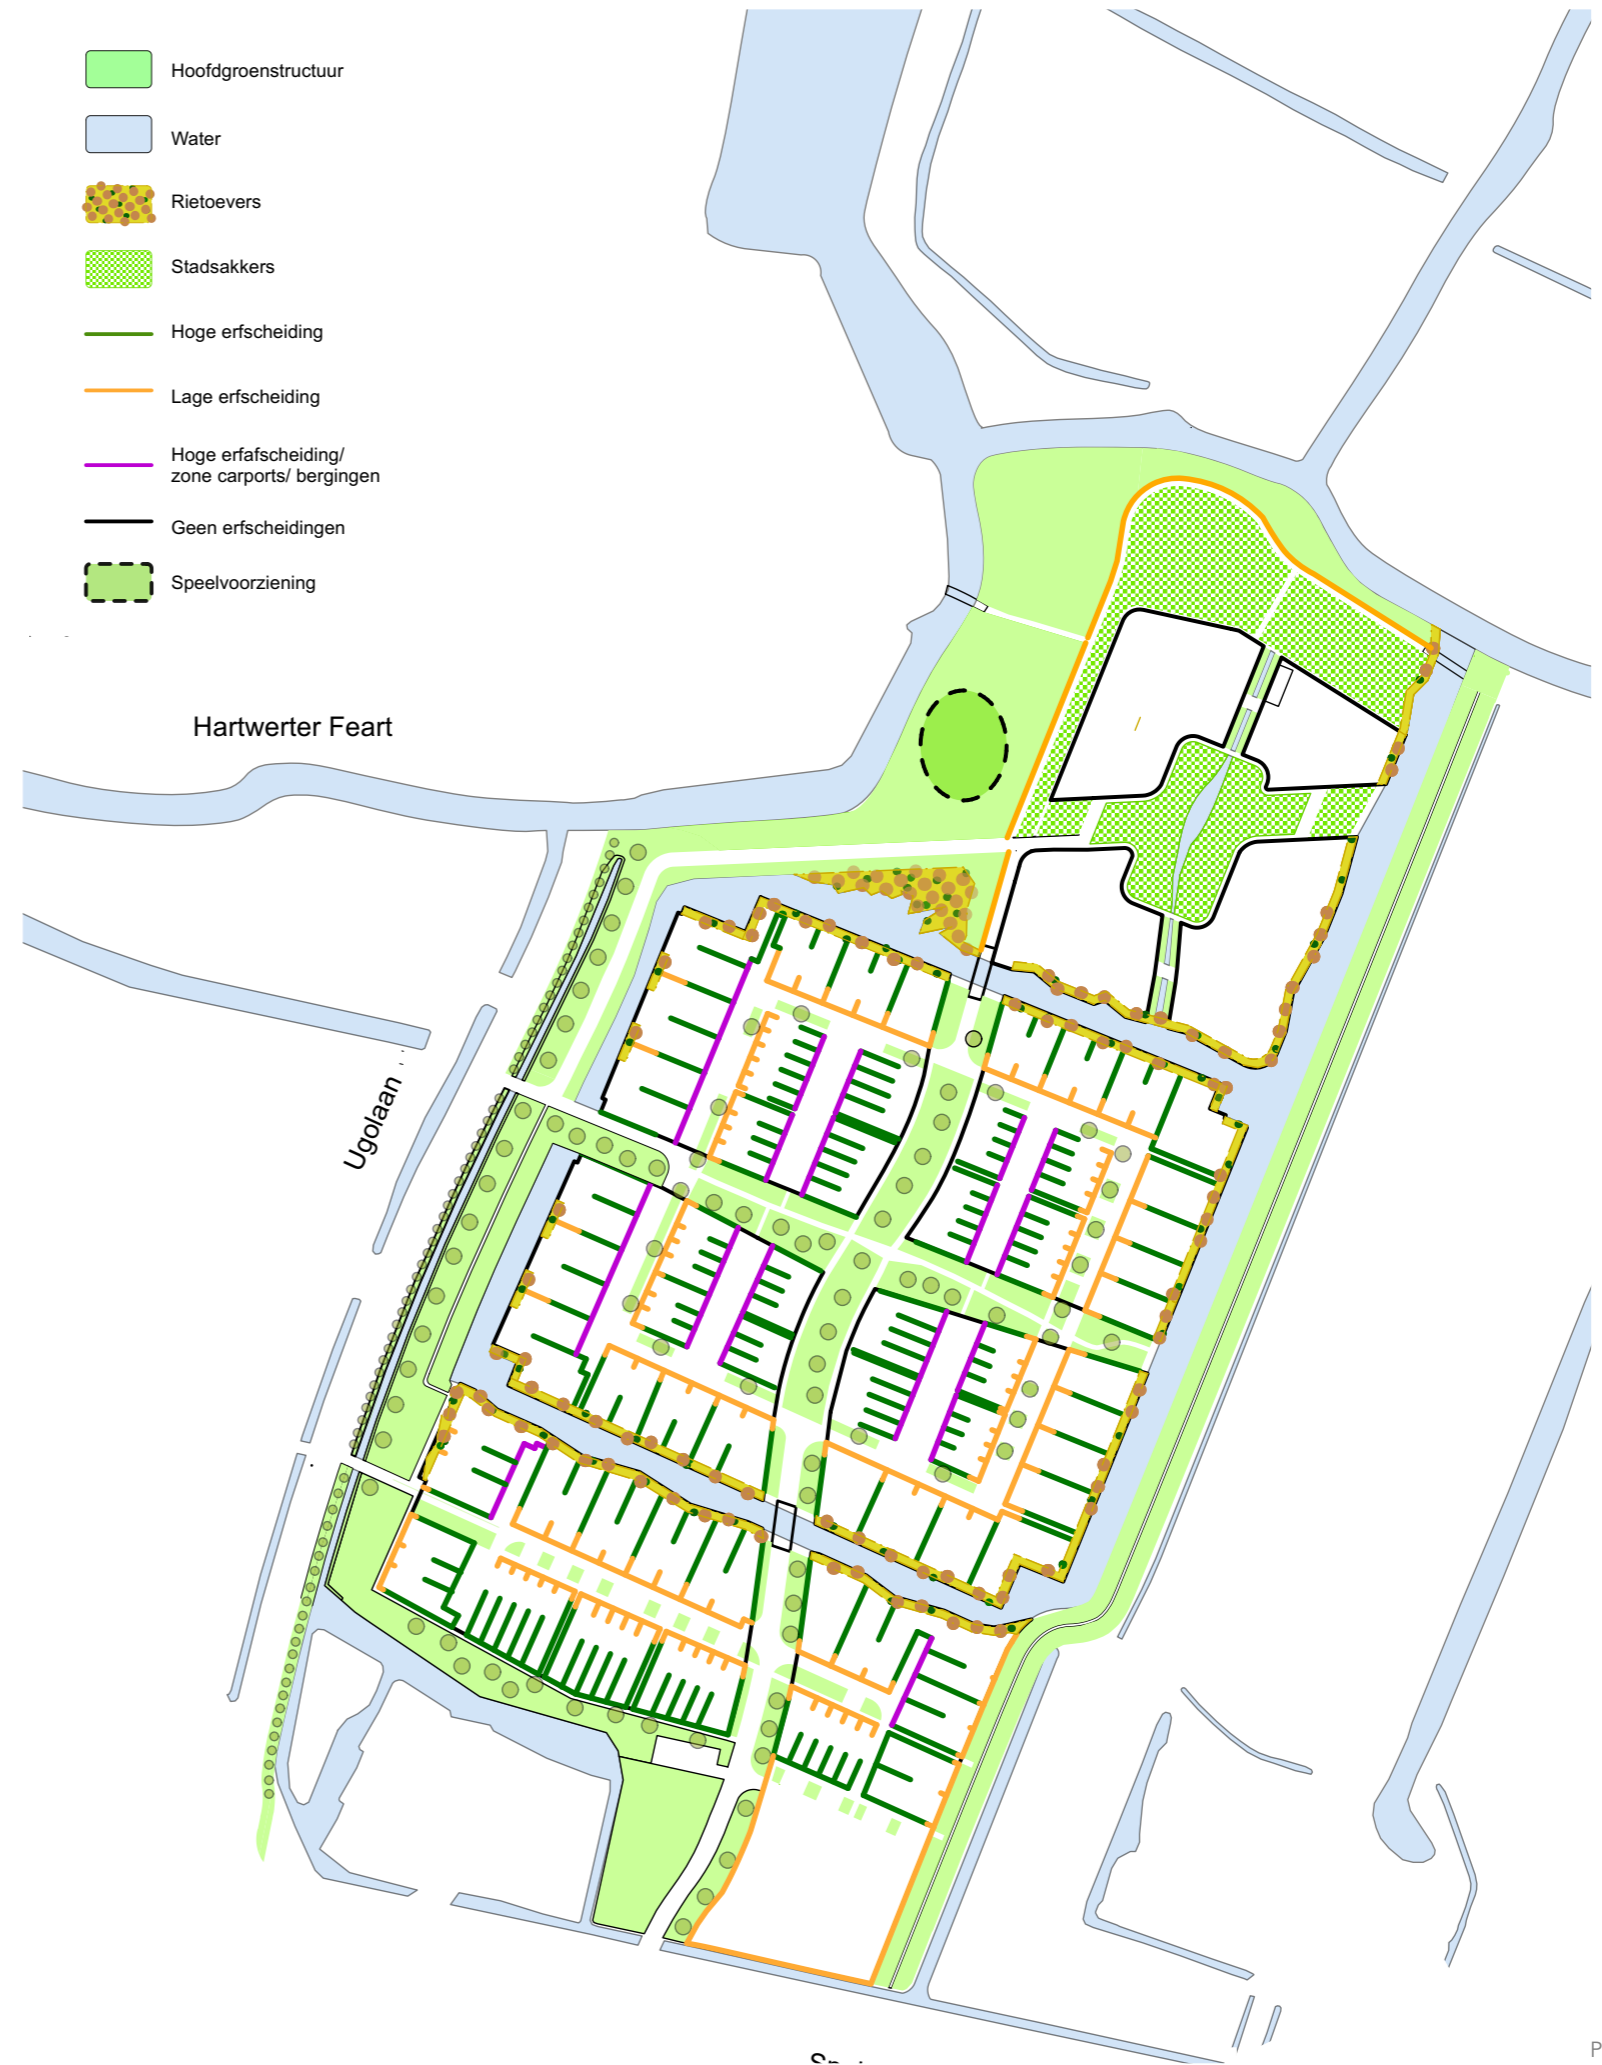 Hoofdgroenstructuur
Water
Rietoevers
Stadsakkers
Hoge erfscheiding
Lage erfscheiding
Hoge erfafscheiding/
zone carports/ bergingen
Geen erfscheidingen
Speelvoorziening
Hartwerter Feart
Ugolaan
P